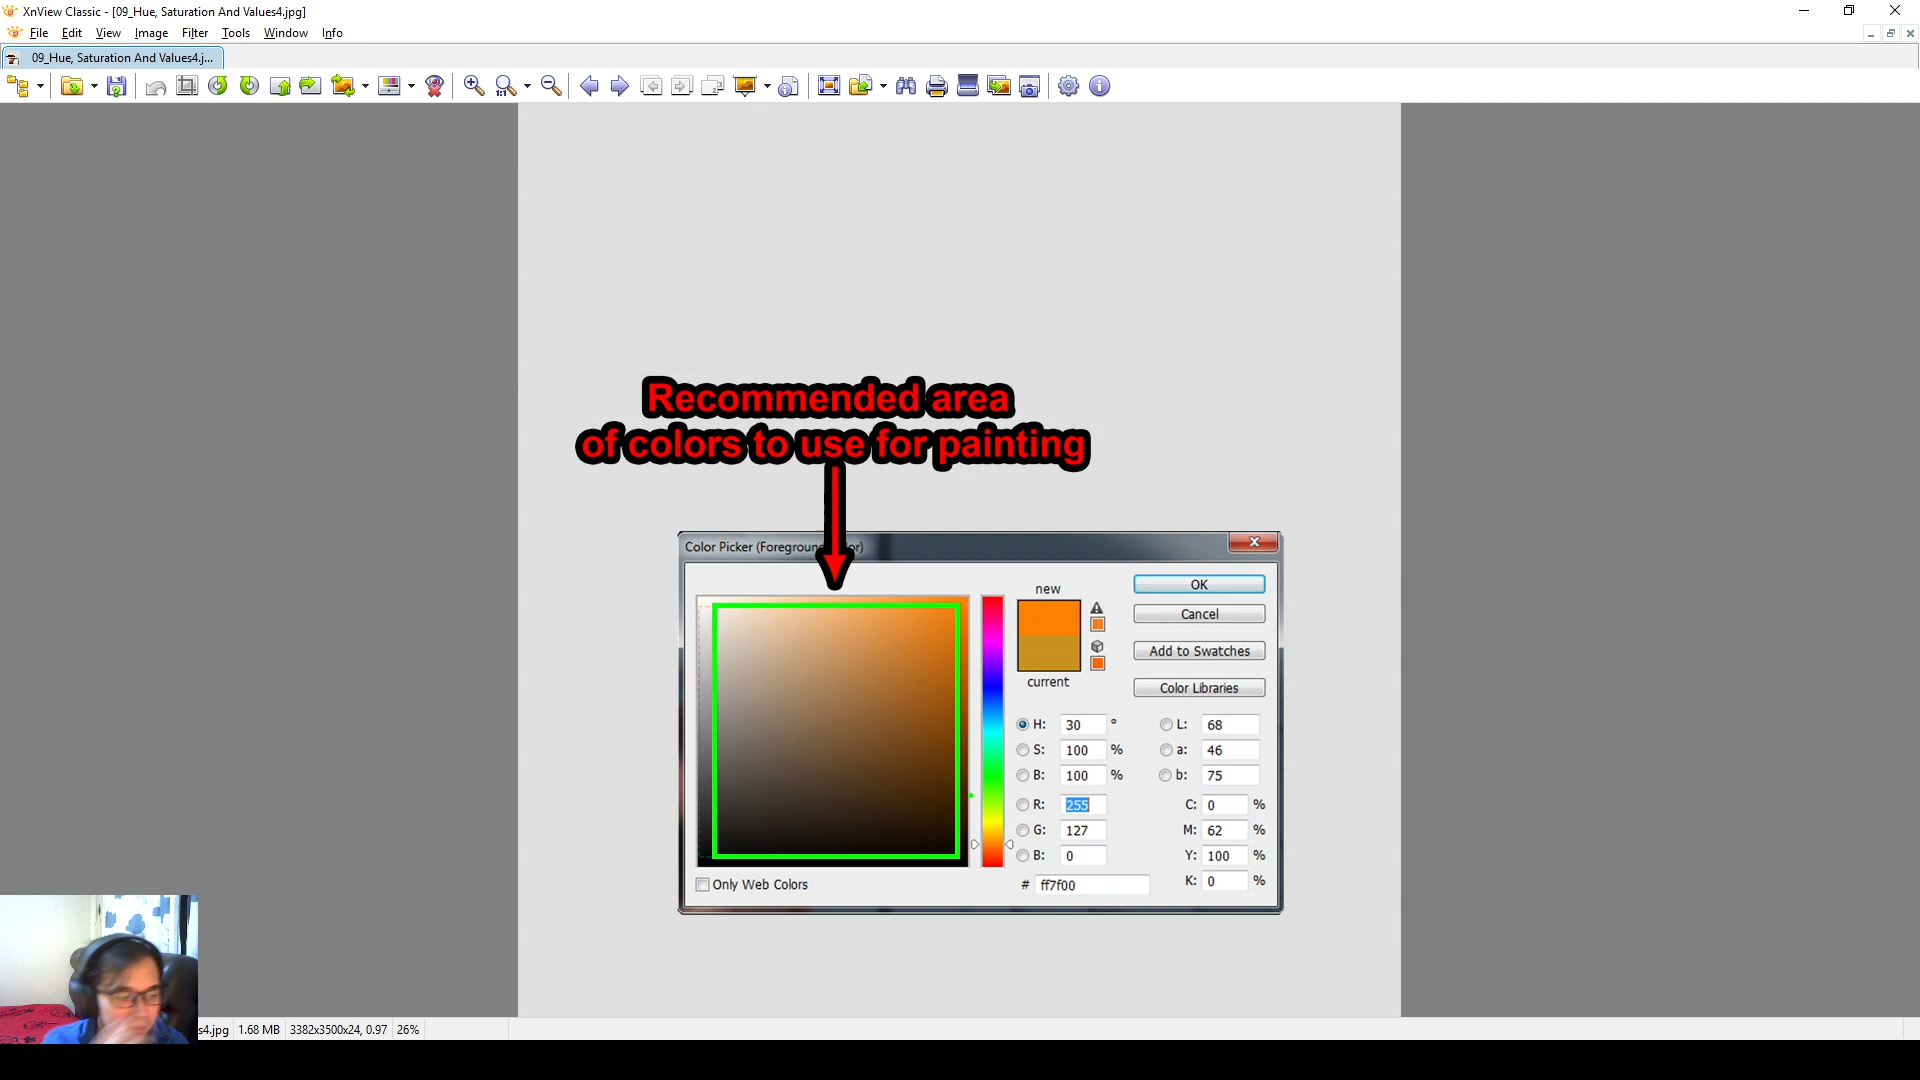 XnView Classic - [09_Hue, Saturation And Values4.jpg]
File Edit View Image Filter Tools Window Info
09_Hue, Saturation And Values4.j...
Recommended area
of colors to use for painting
Color Picker (Foreground
new
OK
Cancel
Add to Swatches
current
Color Libraries
H: 30 ° L: 68
S: 100 % a: 46
B: 100 % b: 75
R: 255 C: 0 %
G: 127 M: 62 %
B: 0 Y: 100 %
# ff7f00 K: 0 %
Only Web Colors
s4.jpg 1.68 MB 3382x3500x24, 0.97 26%